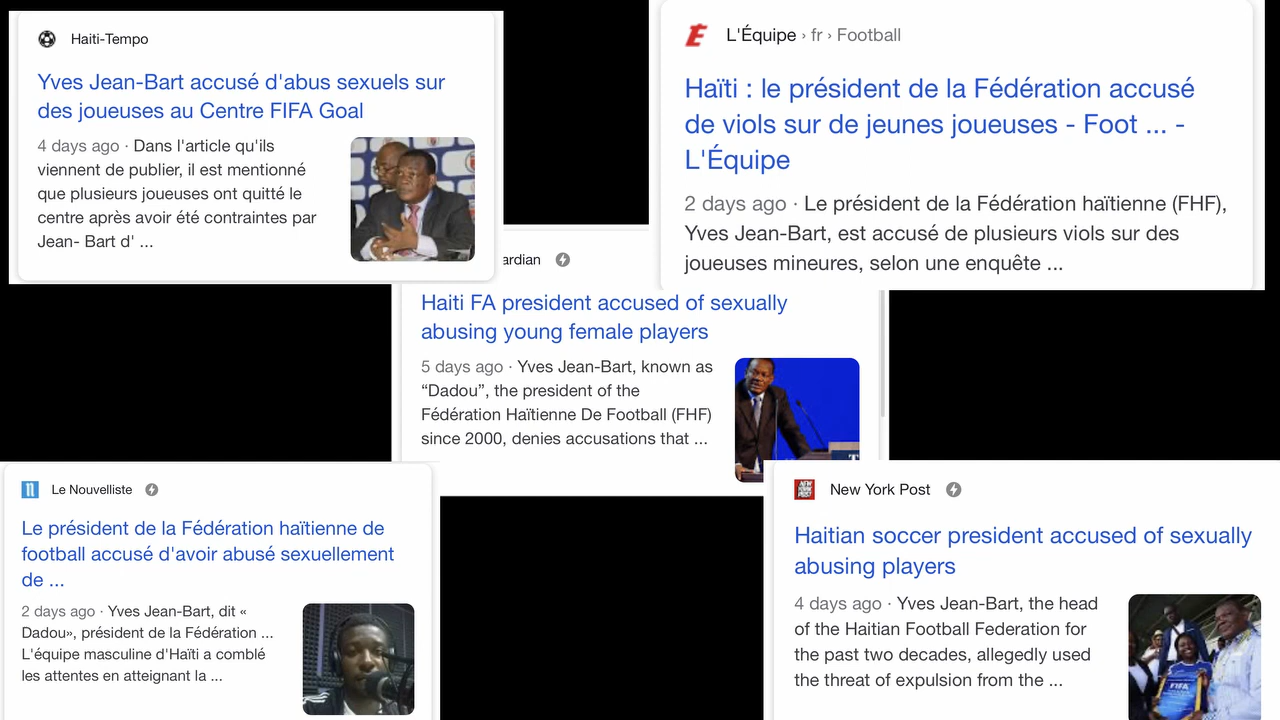 Haiti-Tempo
Yves Jean-Bart accusé d'abus sexuels sur
des joueuses au Centre FIFA Goal
4 days ago · Dans l'article qu'ils
viennent de publier, il est mentionné
que plusieurs joueuses ont quitté le
centre après avoir été contraintes par
Jean- Bart d' ...
L'Équipe › fr › Football
Haïti : le président de la Fédération accusé
de viols sur de jeunes joueuses - Foot ... -
L'Équipe
2 days ago · Le président de la Fédération haïtienne (FHF),
Yves Jean-Bart, est accusé de plusieurs viols sur des
joueuses mineures, selon une enquête ...
ardian
Haiti FA president accused of sexually
abusing young female players
5 days ago · Yves Jean-Bart, known as
“Dadou”, the president of the
Fédération Haïtienne De Football (FHF)
since 2000, denies accusations that ...
Le Nouvelliste
Le président de la Fédération haïtienne de
football accusé d'avoir abusé sexuellement
de ...
2 days ago · Yves Jean-Bart, dit «
Dadou», président de la Fédération ...
L'équipe masculine d'Haïti a comblé
les attentes en atteignant la ...
NEW YORK POST
New York Post
Haitian soccer president accused of sexually
abusing players
4 days ago · Yves Jean-Bart, the head
of the Haitian Football Federation for
the past two decades, allegedly used
the threat of expulsion from the ...
FIFA